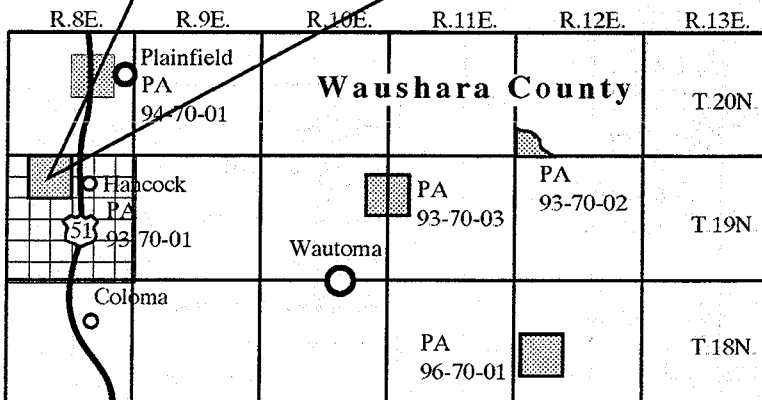 R.8E. R.9E. R.10E. R.11E. R.12E. R.13E.
Plainfield
PA
94-70-01
Waushara County
T.20N.
Hancock
PA
93-70-01
51
PA
93-70-03
PA
93-70-02
T.19N.
Wautoma
Coloma
PA
96-70-01
T.18N.